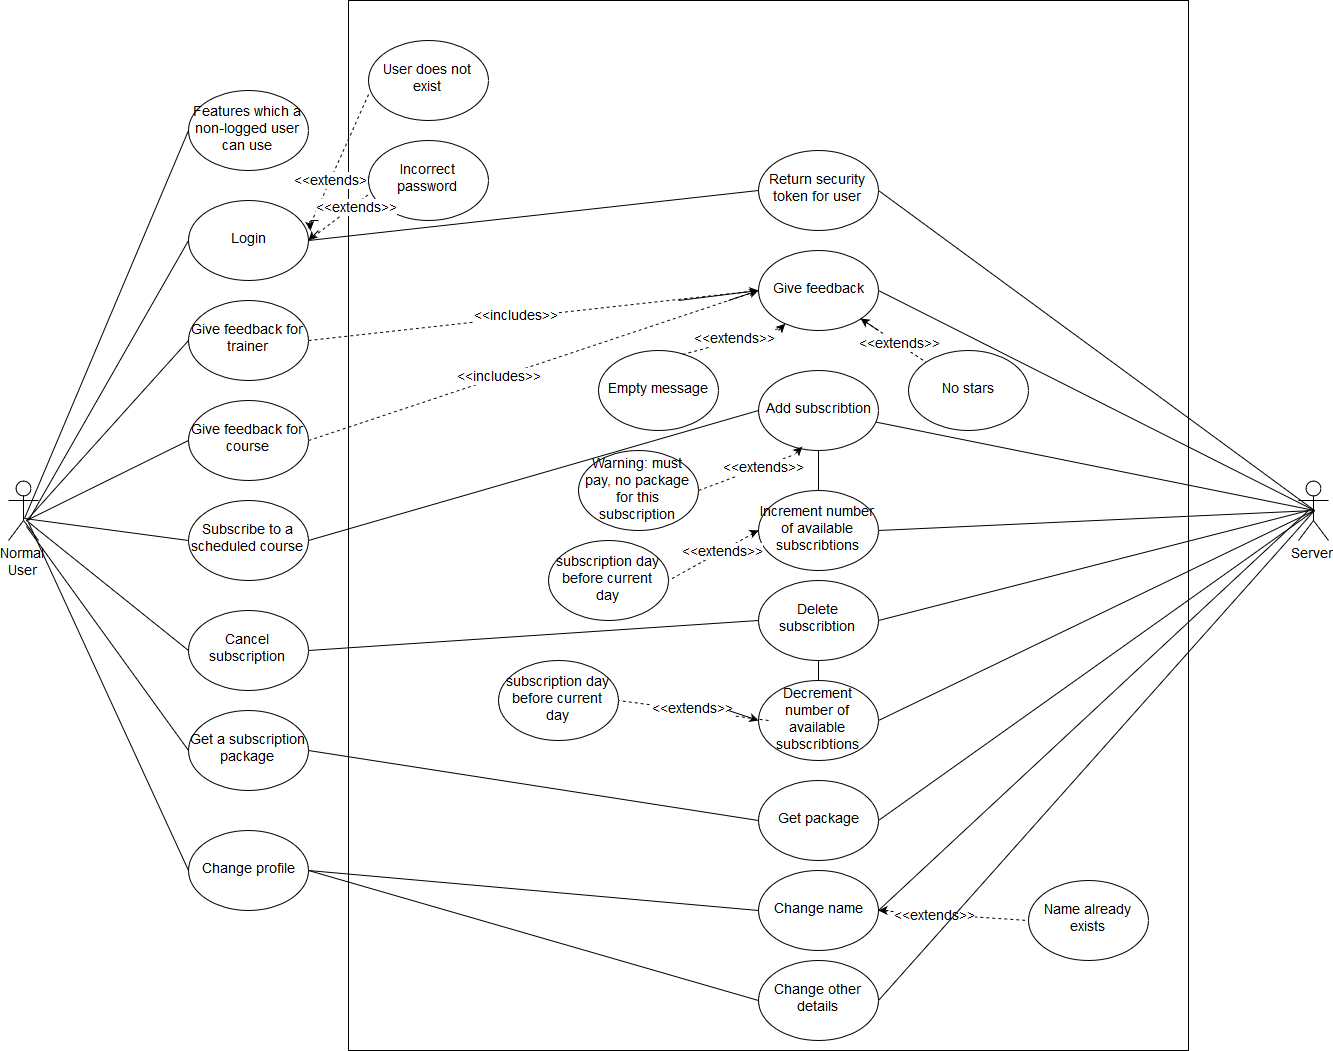 User does not
exist
Features which a
non-logged user
can use
<<extends>
Incorrect
password
<<extends>>
Return security
token for user
Login
Give feedback
Give feedback for
trainer
<<includes>>
<<extends>>
<<extends>>
<<includes>>
Empty message
No stars
Add subscribtion
Give feedback for
course
Warning: must
pay, no package
for this
subscription
<<extends>>
Normal
User
Subscribe to a
scheduled course
Increment number
of available
subscribtions
Server
<<extends>>
subscription day
before current
day
Delete
subscribtion
Cancel
subscription
subscription day
before current
day
<<extends>>
Decrement
number of
available
subscribtions
Get a subscription
package
Get package
Change profile
Change name
<<extends>>
Name already
exists
Change other
details